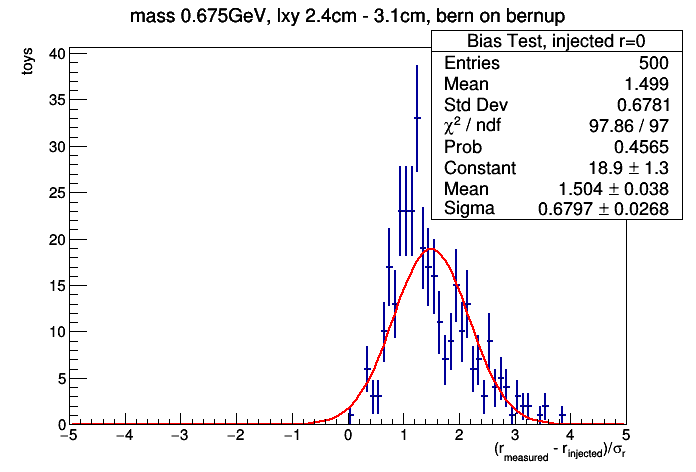 mass 0.675GeV, lxy 2.4cm - 3.1cm, bern on bernup
Bias Test, injected r=0
Entries 500
Mean 1.499
Std Dev 0.6781
χ² / ndf 97.86 / 97
Prob 0.4565
Constant 18.9 ± 1.3
Mean 1.504 ± 0.038
Sigma 0.6797 ± 0.0268
toys
40
35
30
25
20
15
10
5
0
−5 −4 −3 −2 −1 0 1 2 3 4 5
(r_measured - r_injected)/σ_r